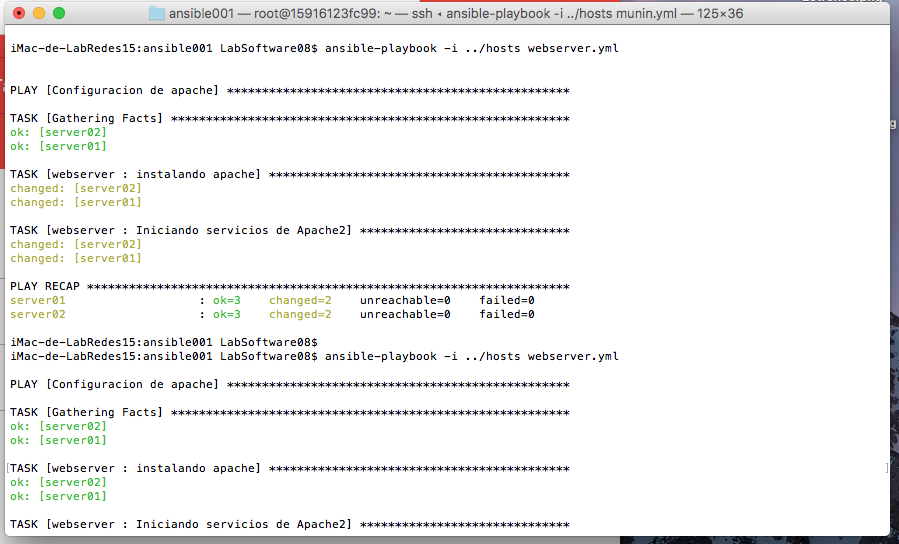 ansible001 — root@15916123fc99: ~ — ssh ◂ ansible-playbook -i ../hosts munin.yml — 125×36
iMac-de-LabRedes15:ansible001 LabSoftware08$ ansible-playbook -i ../hosts webserver.yml
PLAY [Configuracion de apache] *************************************************
TASK [Gathering Facts] *********************************************************
ok: [server02]
ok: [server01]
TASK [webserver : instalando apache] *******************************************
changed: [server02]
changed: [server01]
TASK [webserver : Iniciando servicios de Apache2] ******************************
changed: [server02]
changed: [server01]
PLAY RECAP *********************************************************************
server01                   : ok=3    changed=2    unreachable=0    failed=0
server02                   : ok=3    changed=2    unreachable=0    failed=0
iMac-de-LabRedes15:ansible001 LabSoftware08$
iMac-de-LabRedes15:ansible001 LabSoftware08$ ansible-playbook -i ../hosts webserver.yml
PLAY [Configuracion de apache] *************************************************
TASK [Gathering Facts] *********************************************************
ok: [server02]
ok: [server01]
TASK [webserver : instalando apache] *******************************************
ok: [server02]
ok: [server01]
TASK [webserver : Iniciando servicios de Apache2] ******************************